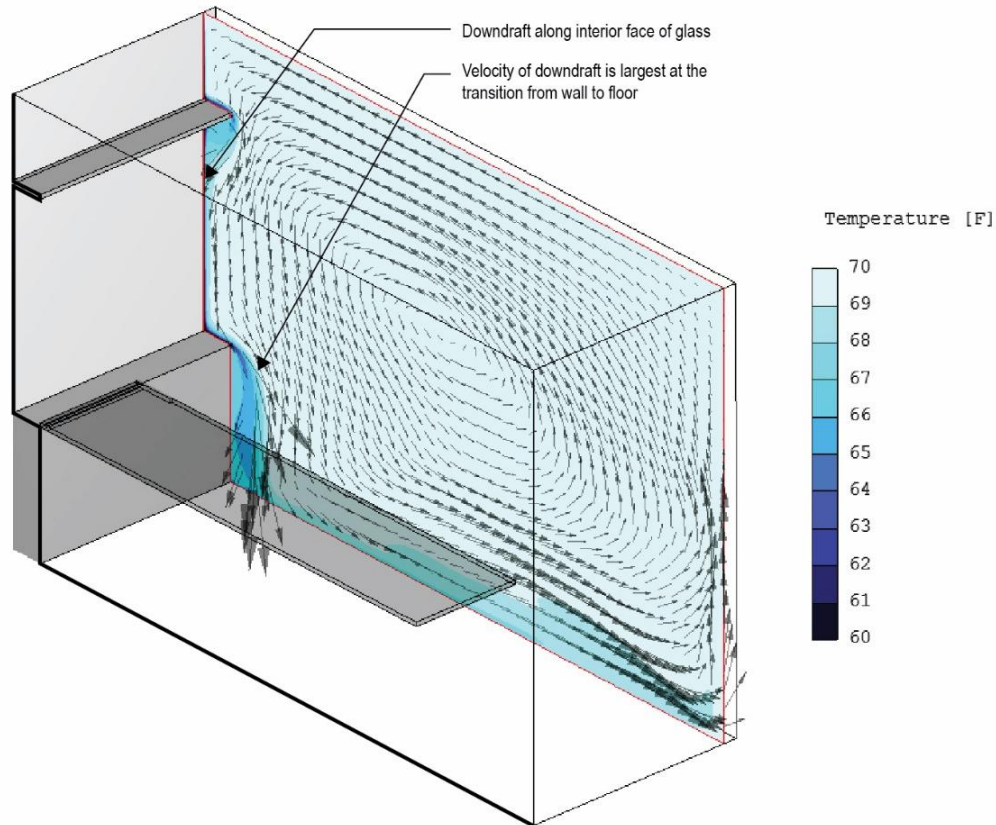 Downdraft along interior face of glass
Velocity of downdraft is largest at the
transition from wall to floor
Temperature [F]
70
69
68
67
66
65
64
63
62
61
60